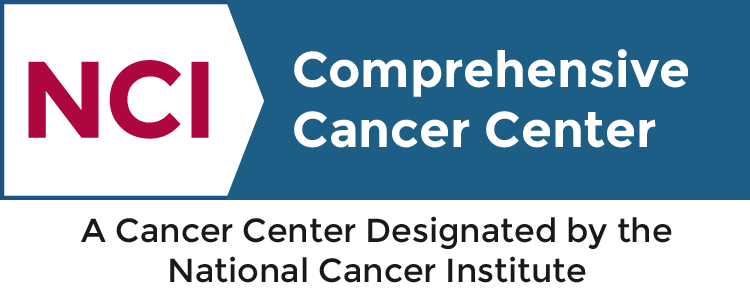 NCI
Comprehensive
Cancer Center
A Cancer Center Designated by the
National Cancer Institute